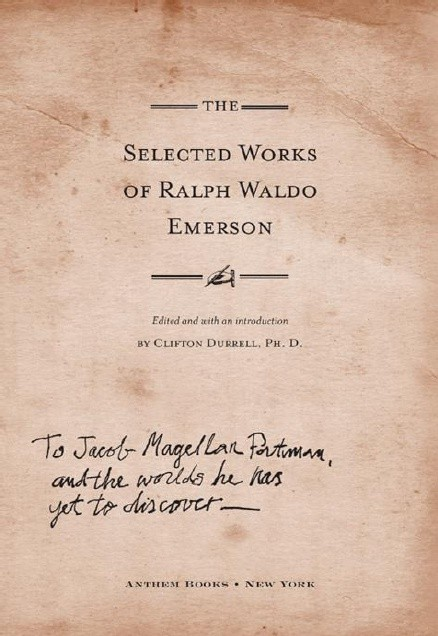 THE
SELECTED WORKS
OF RALPH WALDO
EMERSON
Edited and with an introduction
BY CLIFTON DURRELL, PH. D.
To Jacob Magellan Portman,
and the worlds he has
yet to discover—
ANTHEM BOOKS • NEW YORK